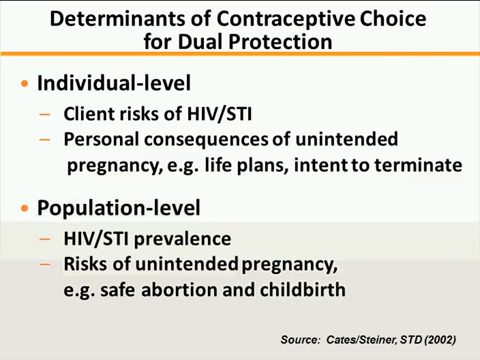 Determinants of Contraceptive Choice
for Dual Protection
• Individual-level
– Client risks of HIV/STI
– Personal consequences of unintended
pregnancy, e.g. life plans, intent to terminate
• Population-level
– HIV/STI prevalence
– Risks of unintended pregnancy,
e.g. safe abortion and childbirth
Source: Cates/Steiner, STD (2002)